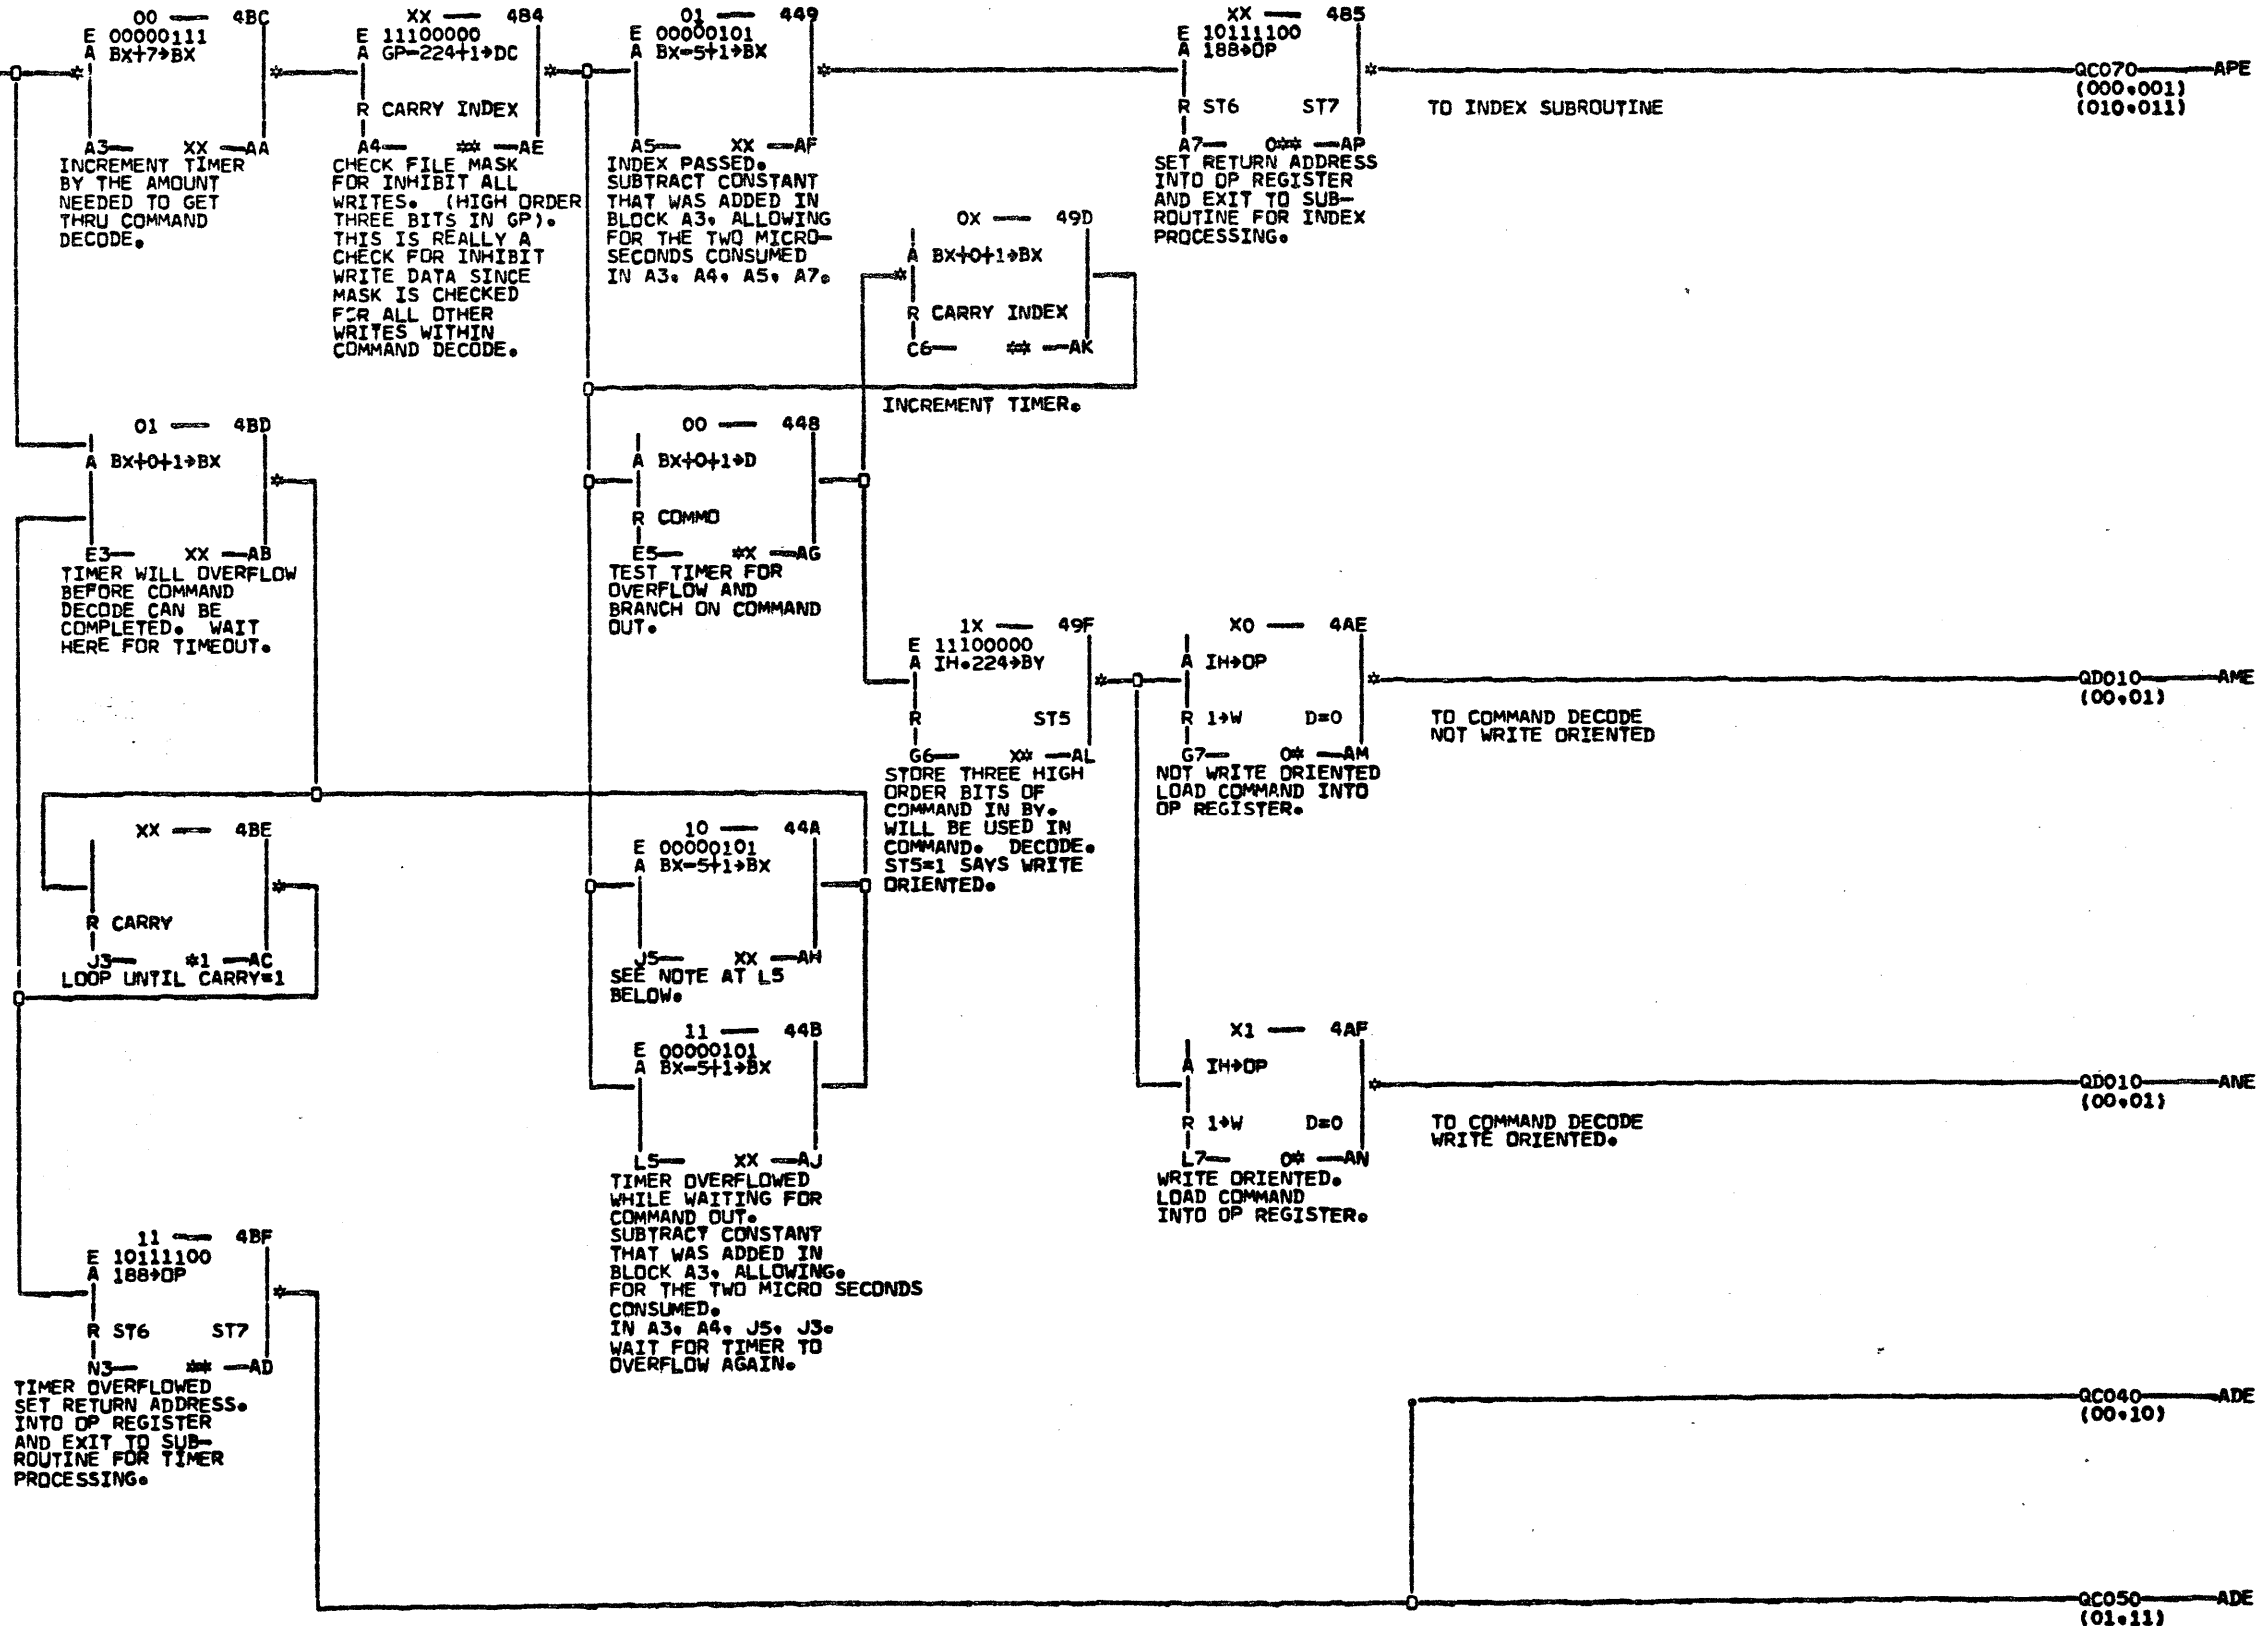 00 — 4BC
E 00000111
A BX+7→BX
A3— XX —AA
INCREMENT TIMER
BY THE AMOUNT
NEEDED TO GET
THRU COMMAND
DECODE.
XX — 4B4
E 11100000
A GP-224+1→DC
R CARRY INDEX
A4— ** —AE
CHECK FILE MASK
FOR INHIBIT ALL
WRITES. (HIGH ORDER
THREE BITS IN GP).
THIS IS REALLY A
CHECK FOR INHIBIT
WRITE DATA SINCE
MASK IS CHECKED
FOR ALL OTHER
WRITES WITHIN
COMMAND DECODE.
01 — 449
E 00000101
A BX-5+1→BX
A5— XX —AF
INDEX PASSED.
SUBTRACT CONSTANT
THAT WAS ADDED IN
BLOCK A3, ALLOWING
FOR THE TWO MICRO-
SECONDS CONSUMED
IN A3, A4, A5, A7.
XX — 4B5
E 10111100
A 188→OP
R ST6 ST7
A7— 0** —AP
SET RETURN ADDRESS
INTO OP REGISTER
AND EXIT TO SUB-
ROUTINE FOR INDEX
PROCESSING.
TO INDEX SUBROUTINE
QC070 —APE
(000,001)
(010,011)
0X — 49D
A BX+0+1→BX
R CARRY INDEX
C6— ** —AK
INCREMENT TIMER.
01 — 4BD
A BX+0+1→BX
E3— XX —AB
TIMER WILL OVERFLOW
BEFORE COMMAND
DECODE CAN BE
COMPLETED. WAIT
HERE FOR TIMEOUT.
00 — 448
A BX+0+1→D
R COMMO
E5— *X —AG
TEST TIMER FOR
OVERFLOW AND
BRANCH ON COMMAND
OUT.
1X — 49F
E 11100000
A IH.224→BY
R ST5
G6— X* —AL
STORE THREE HIGH
ORDER BITS OF
COMMAND IN BY.
WILL BE USED IN
COMMAND. DECODE.
ST5=1 SAYS WRITE
ORIENTED.
X0 — 4AE
A IH→OP
R 1→W D=0
G7— 0* —AM
NOT WRITE ORIENTED
LOAD COMMAND INTO
OP REGISTER.
TO COMMAND DECODE
NOT WRITE ORIENTED
QD010 —AME
(00,01)
XX — 4BE
R CARRY
J3— *1 —AC
LOOP UNTIL CARRY=1
10 — 44A
E 00000101
A BX-5+1→BX
J5— XX —AH
SEE NOTE AT L5
BELOW.
11 — 44B
E 00000101
A BX-5+1→BX
L5— XX —AJ
TIMER OVERFLOWED
WHILE WAITING FOR
COMMAND OUT.
SUBTRACT CONSTANT
THAT WAS ADDED IN
BLOCK A3, ALLOWING.
FOR THE TWO MICRO SECONDS
CONSUMED.
IN A3, A4, J5, J3.
WAIT FOR TIMER TO
OVERFLOW AGAIN.
X1 — 4AF
A IH→OP
R 1→W D=0
L7— 0* —AN
WRITE ORIENTED.
LOAD COMMAND
INTO OP REGISTER.
TO COMMAND DECODE
WRITE ORIENTED.
QD010 —ANE
(00,01)
11 — 4BF
E 10111100
A 188→OP
R ST6 ST7
N3— ** —AD
TIMER OVERFLOWED
SET RETURN ADDRESS.
INTO OP REGISTER
AND EXIT TO SUB-
ROUTINE FOR TIMER
PROCESSING.
QC040 —ADE
(00,10)
QC050 —ADE
(01,11)